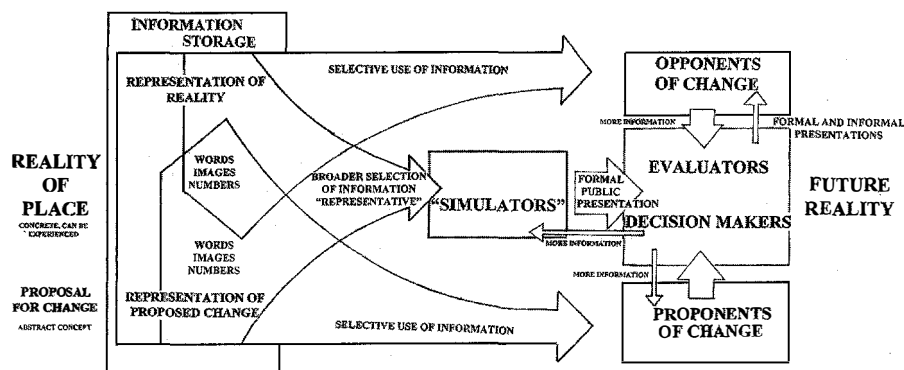 INFORMATION
STORAGE
REPRESENTATION OF
REALITY
SELECTIVE USE OF INFORMATION
OPPONENTS
OF CHANGE
MORE INFORMATION
FORMAL AND INFORMAL
PRESENTATIONS
REALITY
OF
PLACE
CONCRETE, CAN BE
EXPERIENCED
WORDS
IMAGES
NUMBERS
BROADER SELECTION
OF INFORMATION
"REPRESENTATIVE"
"SIMULATORS"
FORMAL
PUBLIC
PRESENTATION
EVALUATORS
DECISION MAKERS
FUTURE
REALITY
MORE INFORMATION
WORDS
IMAGES
NUMBERS
MORE INFORMATION
PROPOSAL
FOR CHANGE
ABSTRACT CONCEPT
REPRESENTATION OF
PROPOSED CHANGE
SELECTIVE USE OF INFORMATION
PROPONENTS
OF CHANGE